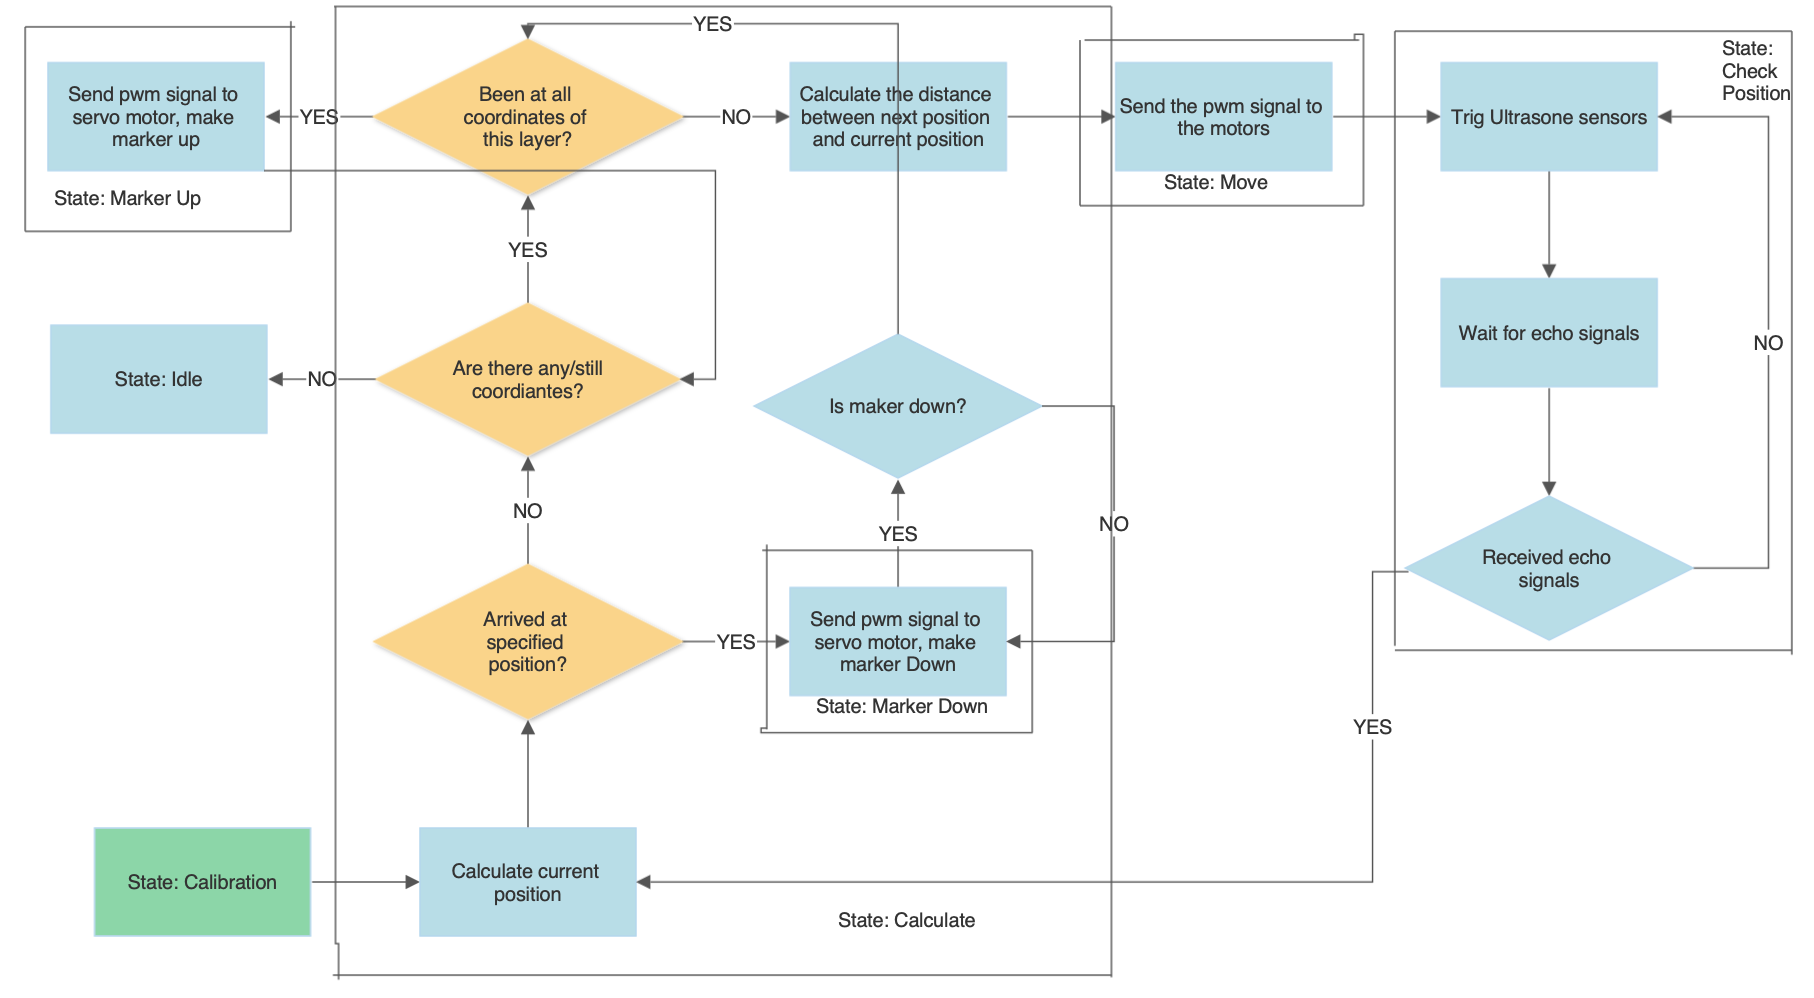 YES
State:
Check
Position
Send pwm signal to
servo motor, make
marker up
YES
Been at all
coordinates of
this layer?
NO
Calculate the distance
between next position
and current position
Send the pwm signal to
the motors
Trig Ultrasone sensors
State: Marker Up
State: Move
YES
State: Idle
NO
Are there any/still
coordiantes?
Is maker down?
Wait for echo signals
NO
NO
YES
NO
Received echo
signals
Arrived at
specified
position?
YES
Send pwm signal to
servo motor, make
marker Down
State: Marker Down
YES
State: Calibration
Calculate current
position
State: Calculate